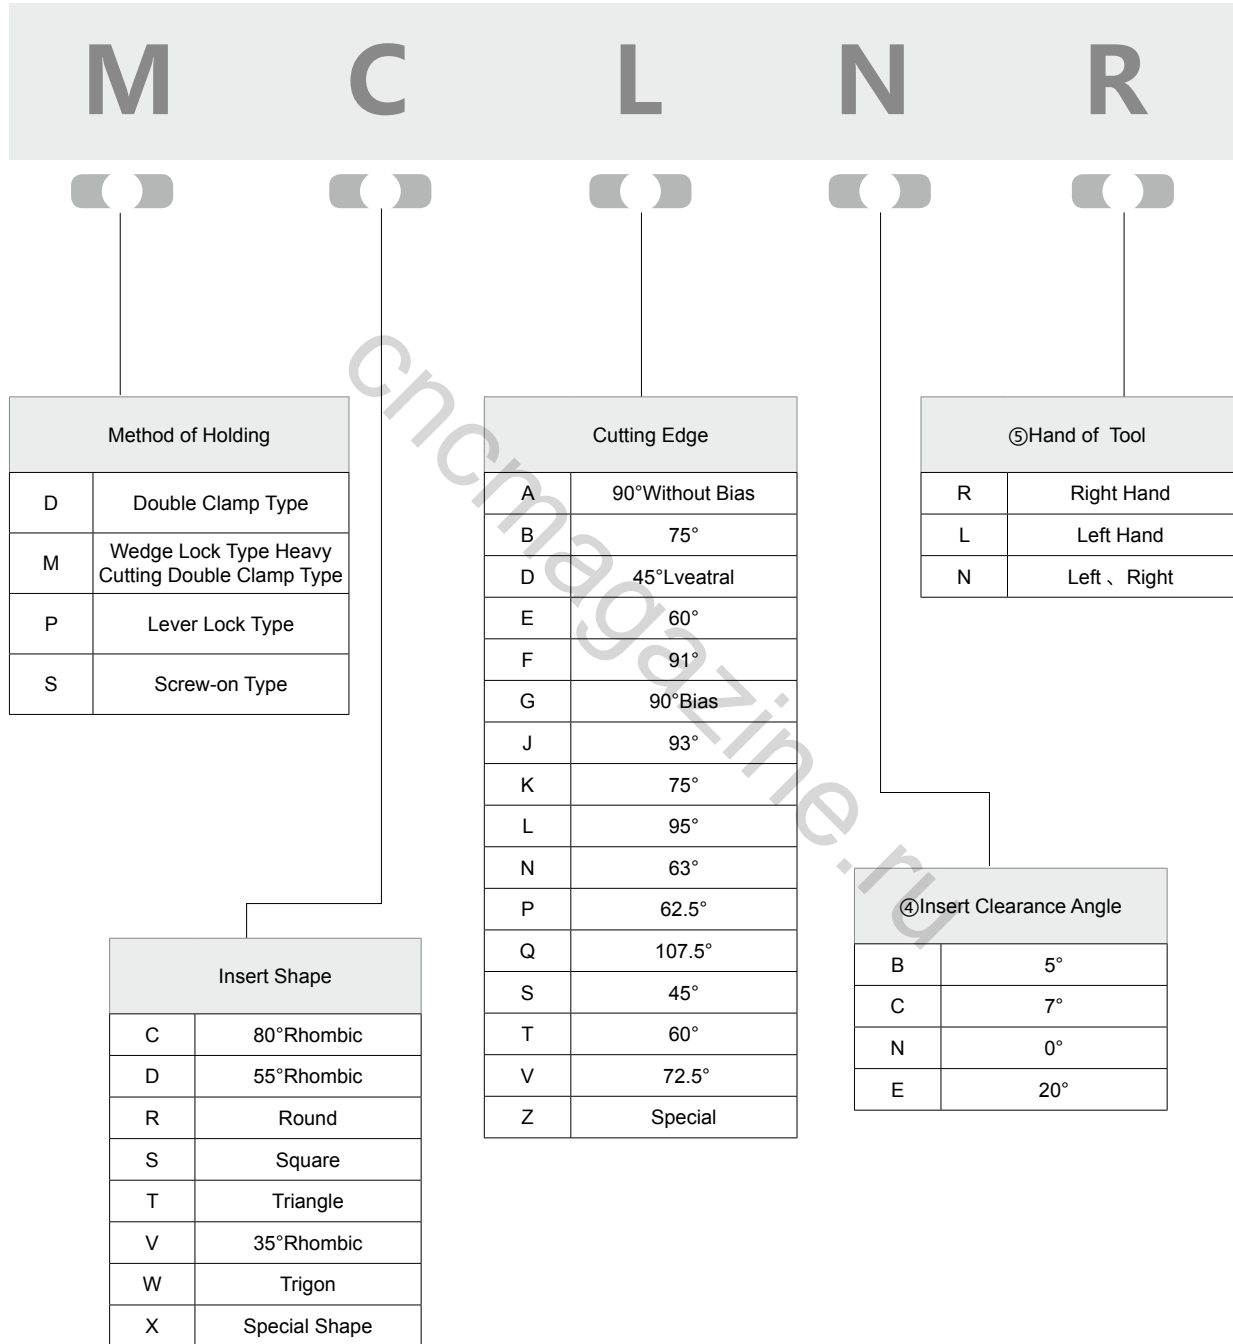 M C L N R
Method of Holding
D Double Clamp Type
M Wedge Lock Type Heavy
Cutting Double Clamp Type
P Lever Lock Type
S Screw-on Type
Insert Shape
C 80°Rhombic
D 55°Rhombic
R Round
S Square
T Triangle
V 35°Rhombic
W Trigon
X Special Shape
Cutting Edge
A 90°Without Bias
B 75°
D 45°Lveatral
E 60°
F 91°
G 90°Bias
J 93°
K 75°
L 95°
N 63°
P 62.5°
Q 107.5°
S 45°
T 60°
V 72.5°
Z Special
④Insert Clearance Angle
B 5°
C 7°
N 0°
E 20°
⑤Hand of Tool
R Right Hand
L Left Hand
N Left 、Right
cncmagazine.ru